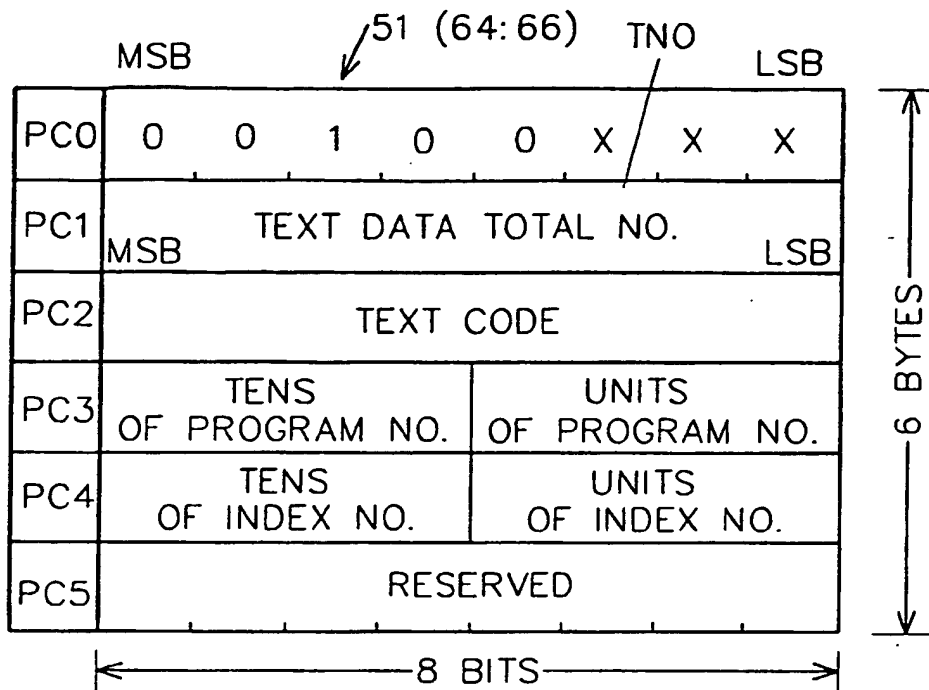 51 (64:66)
TNO
MSB
LSB
PC0 0 0 1 0 0 X X X
PC1 TEXT DATA TOTAL NO.
MSB LSB
PC2 TEXT CODE
PC3 TENS OF PROGRAM NO. UNITS OF PROGRAM NO.
PC4 TENS OF INDEX NO. UNITS OF INDEX NO.
PC5 RESERVED
6 BYTES
8 BITS